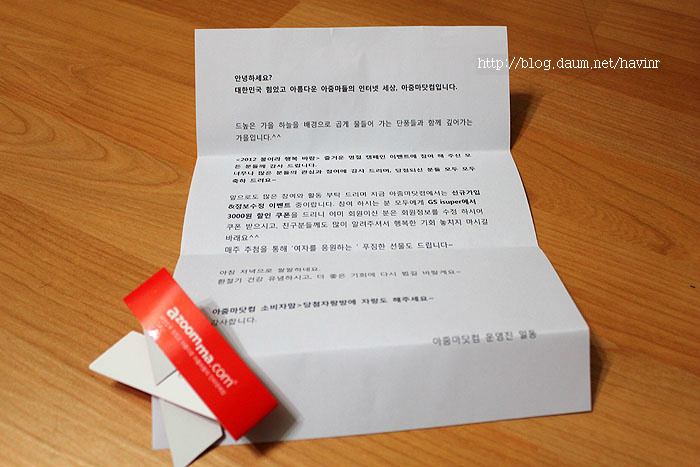 http://blog.daum.net/havinr
안녕하세요?
대한민국 힘있고 아름다운 아줌마들의 인터넷 세상, 아줌마닷컴입니다.
드높은 가을 하늘을 배경으로 곱게 물들어 가는 단풍들과 함께 깊어가는
가을입니다.^^
<2012 불어라 행복 바람> 즐거운 명절 캠페인 이벤트에 참여 해 주신 모
든 분들께 감사 드립니다.
너무나 많은 분들의 관심과 참여에 감사 드리며, 당첨되신 분들 모두 모두
축하 드려요~
앞으로도 많은 참여와 활동 부탁 드리며 지금 아줌마닷컴에서는 신규가입
&정보수정 이벤트 중이랍니다. 참여 하시는 분 모두에게 GS isuper에서
3000원 할인 쿠폰을 드리니 이미 회원이신 분은 회원정보를 수정 하시어
쿠폰 받으시고, 친구분들께도 많이 알려주셔서 행복한 기회 놓치지 마시길
바래요^^
매주 추첨을 통해 '여자를 응원하는 ' 푸짐한 선물도 드립니다~
아침 저녁으로 쌀쌀하네요.
환절기 건강 유념하시고, 더 좋은 기회에 다시 뵙길 바랄게요~
아줌마닷컴 소비자맘>당첨자랑방에 자랑도 해주세요~
감사합니다.
아줌마닷컴 운영진 일동
azoomma.com